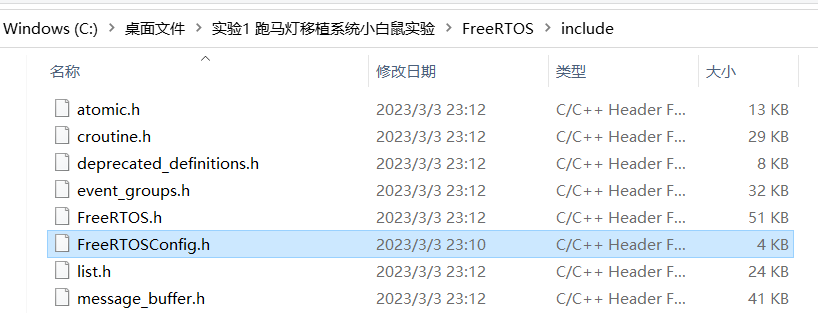 Windows (C:) > 桌面文件 > 实验1 跑马灯移植系统小白鼠实验 > FreeRTOS > include
名称 修改日期 类型 大小
atomic.h 2023/3/3 23:12 C/C++ Header F... 13 KB
croutine.h 2023/3/3 23:12 C/C++ Header F... 29 KB
deprecated_definitions.h 2023/3/3 23:12 C/C++ Header F... 8 KB
event_groups.h 2023/3/3 23:12 C/C++ Header F... 32 KB
FreeRTOS.h 2023/3/3 23:12 C/C++ Header F... 51 KB
FreeRTOSConfig.h 2023/3/3 23:10 C/C++ Header F... 4 KB
list.h 2023/3/3 23:12 C/C++ Header F... 24 KB
message_buffer.h 2023/3/3 23:12 C/C++ Header F... 41 KB